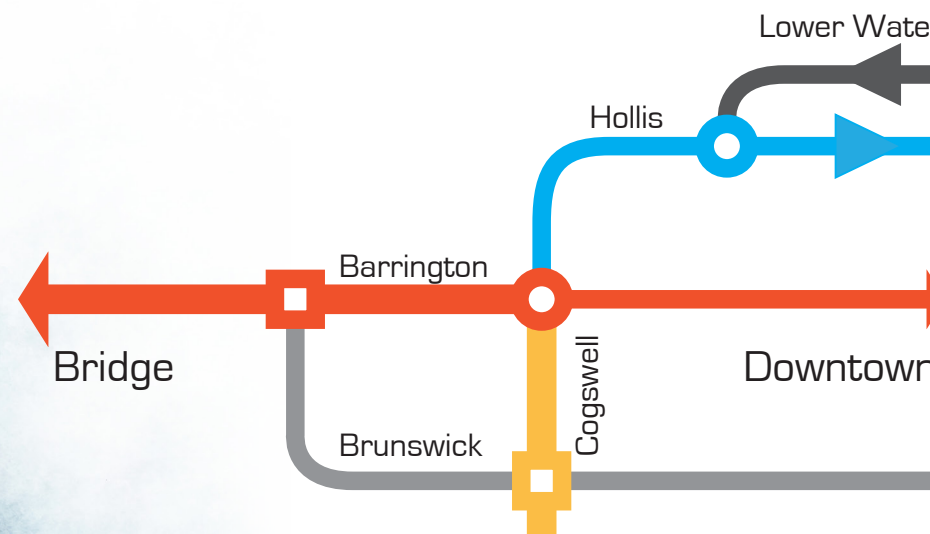 Lower Wate
Hollis
Barrington
Bridge
Cogswell
Downtown
Brunswick